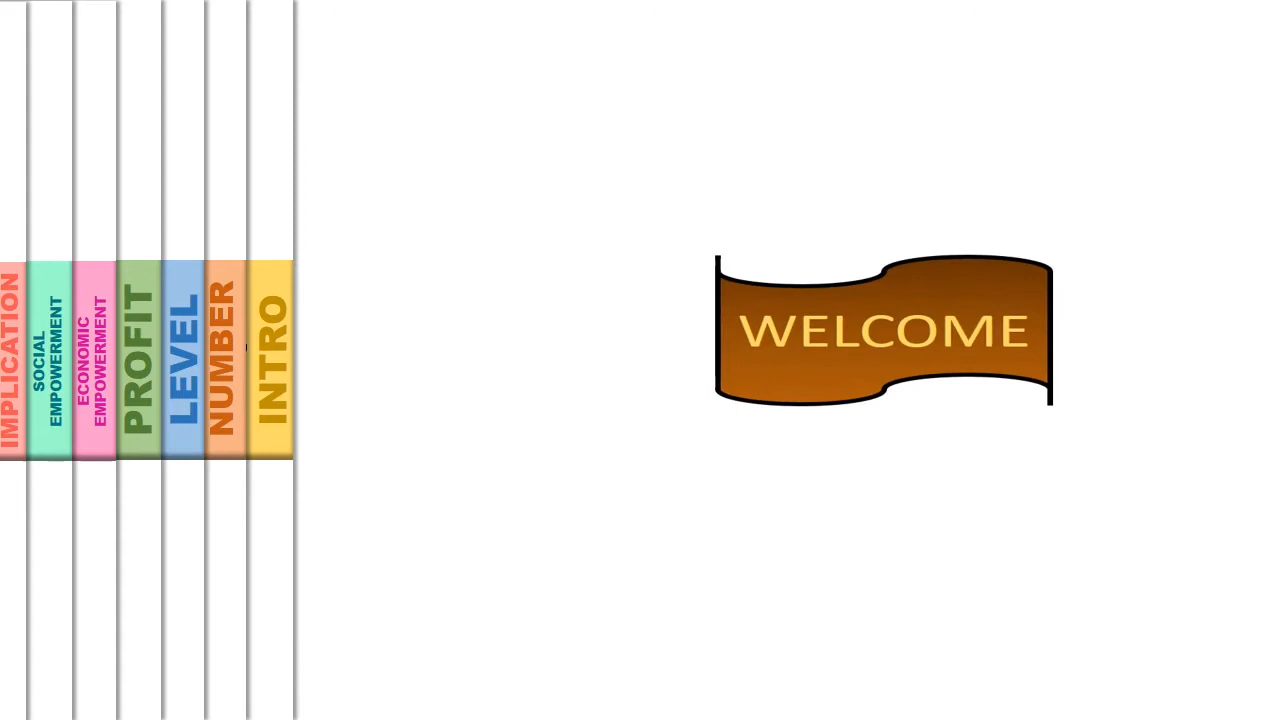 IMPLICATION
SOCIAL
EMPOWERMENT
ECONOMIC
EMPOWERMENT
PROFIT
LEVEL
NUMBER
INTRO
WELCOME